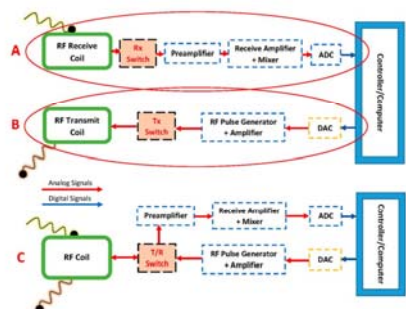 A
RF Receive
Coil
Rx
Switch
Preamplifier
Receive Amplifier
+ Mixer
ADC
Controller/Computer
B
RF Transmit
Coil
Tx
Switch
RF Pulse Generator
+ Amplifier
DAC
Analog Signals
Digital Signals
Preamplifier
Receive Amplifier
+ Mixer
ADC
Controller/Computer
C
RF Coil
T/R
Switch
RF Pulse Generator
+ Amplifier
DAC